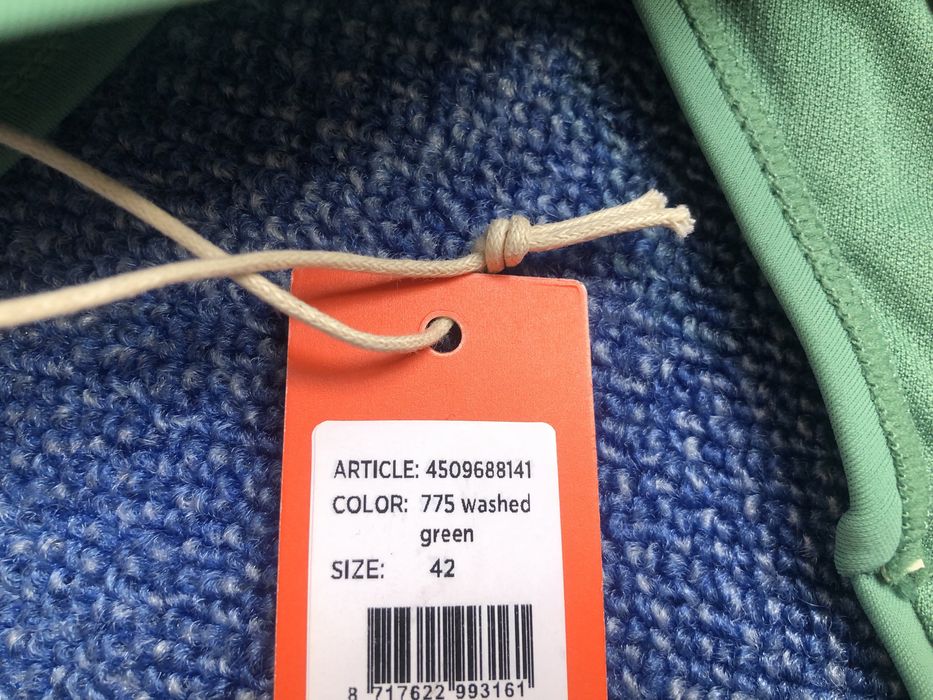 ARTICLE: 4509688141
COLOR: 775 washed
green
SIZE: 42
8 717622 993161